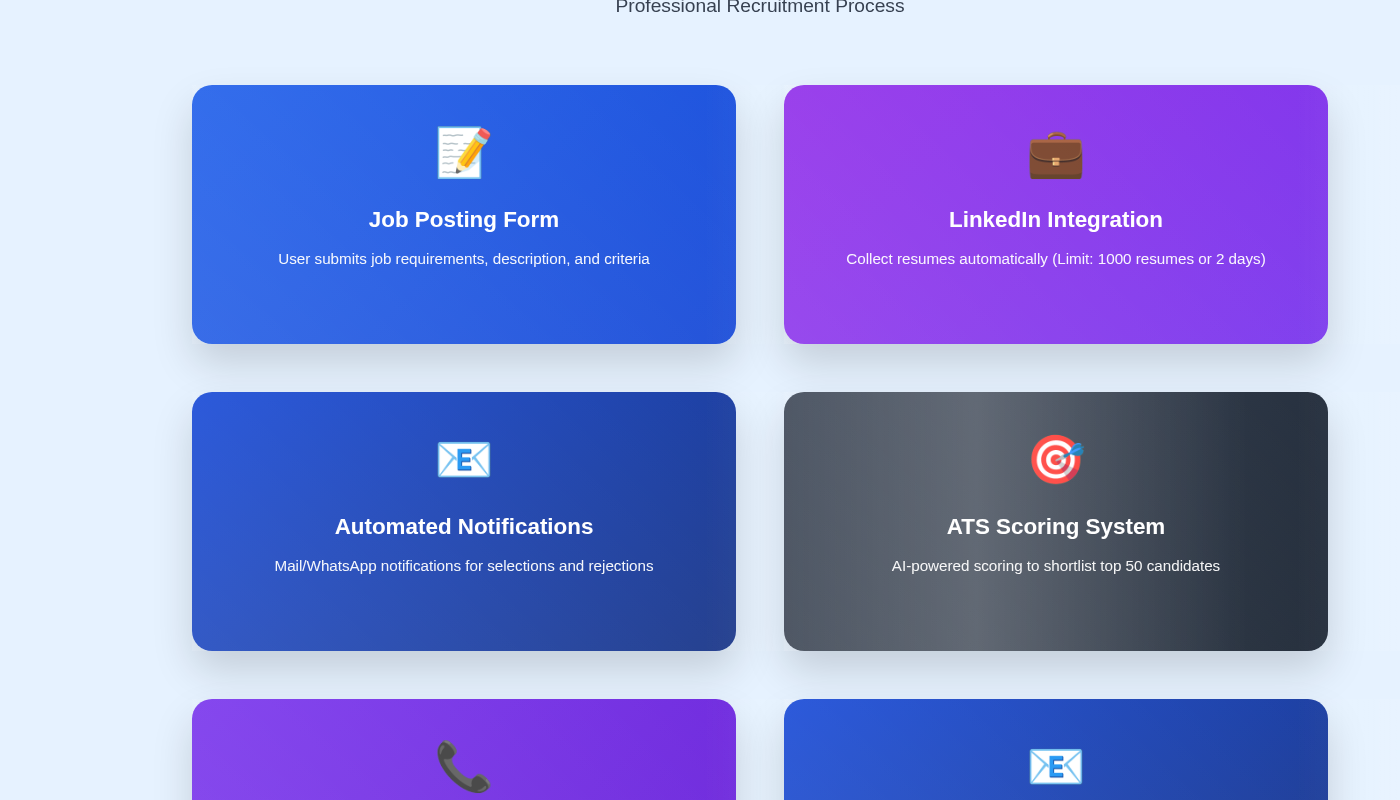 Professional Recruitment Process
Job Posting Form
User submits job requirements, description, and criteria
LinkedIn Integration
Collect resumes automatically (Limit: 1000 resumes or 2 days)
Automated Notifications
Mail/WhatsApp notifications for selections and rejections
ATS Scoring System
AI-powered scoring to shortlist top 50 candidates